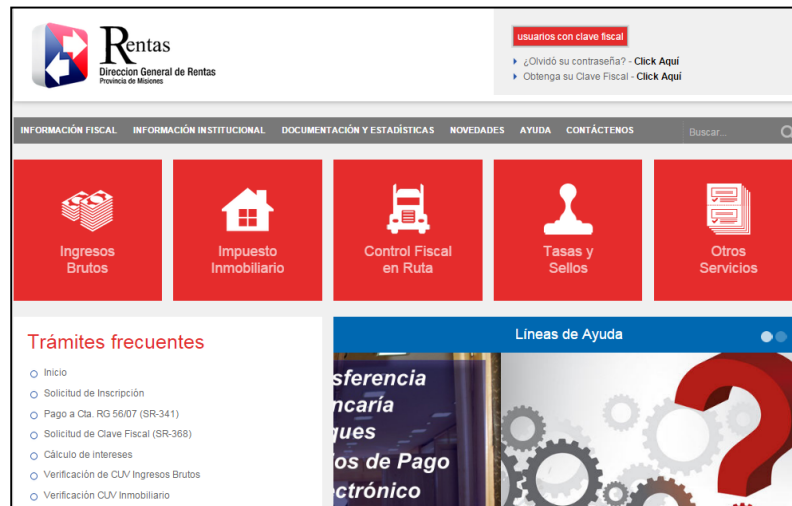 Rentas
Direccion General de Rentas
Provincia de Misiones
usuarios con clave fiscal
¿Olvidó su contraseña? - Click Aquí
Obtenga su Clave Fiscal - Click Aquí
INFORMACIÓN FISCAL INFORMACIÓN INSTITUCIONAL DOCUMENTACIÓN Y ESTADÍSTICAS NOVEDADES AYUDA CONTÁCTENOS Buscar...
Ingresos
Brutos
Impuesto
Inmobiliario
Control Fiscal
en Ruta
Tasas y
Sellos
Otros
Servicios
Trámites frecuentes
Inicio
Solicitud de Inscripción
Pago a Cta. RG 56/07 (SR-341)
Solicitud de Clave Fiscal (SR-368)
Cálculo de intereses
Verificación de CUV Ingresos Brutos
Verificación CUV Inmobiliario
Líneas de Ayuda
sferencia
ncaría
ques
ios de Pago
ctrónico
?